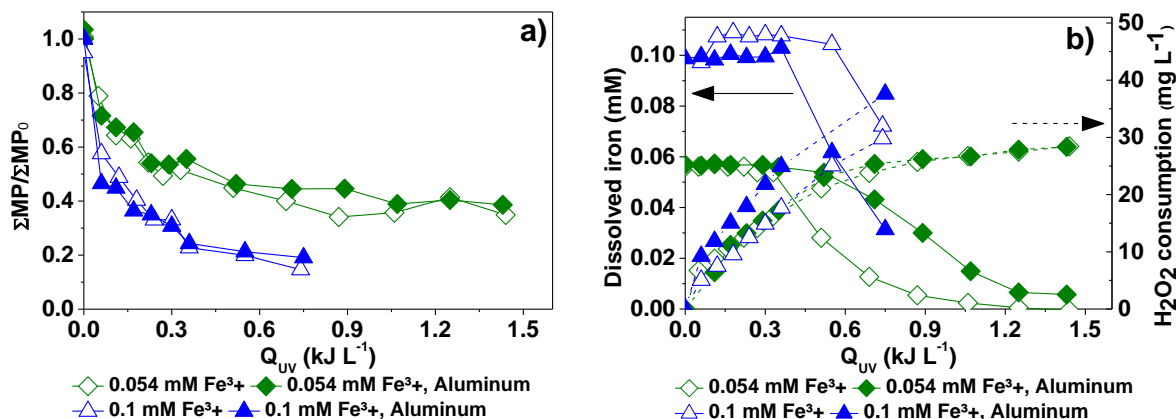 a)
ΣMP/ΣMP₀
1.0
0.8
0.6
0.4
0.2
0.0
0.0 0.3 0.6 0.9 1.2 1.5
Q_UV (kJ L⁻¹)
0.054 mM Fe³⁺ 0.054 mM Fe³⁺, Aluminum
0.1 mM Fe³⁺ 0.1 mM Fe³⁺, Aluminum
b)
Dissolved iron (mM)
0.10
0.08
0.06
0.04
0.02
0.00
50
40
30
20
10
0
H2O2 consumption (mg L⁻¹)
0.0 0.3 0.6 0.9 1.2 1.5
Q_UV (kJ L⁻¹)
0.054 mM Fe³⁺ 0.054 mM Fe³⁺, Aluminum
0.1 mM Fe³⁺ 0.1 mM Fe³⁺, Aluminum